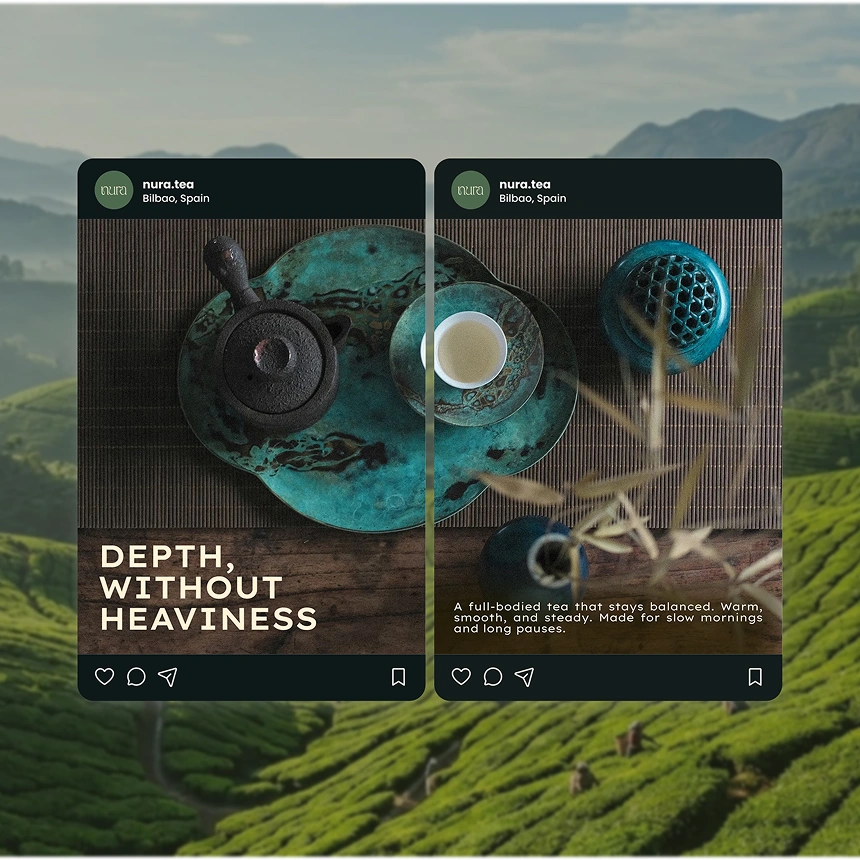 nura
nura.tea
Bilbao, Spain
DEPTH,
WITHOUT
HEAVINESS
nura
nura.tea
Bilbao, Spain
A full-bodied tea that stays balanced. Warm,
smooth, and steady. Made for slow mornings
and long pauses.